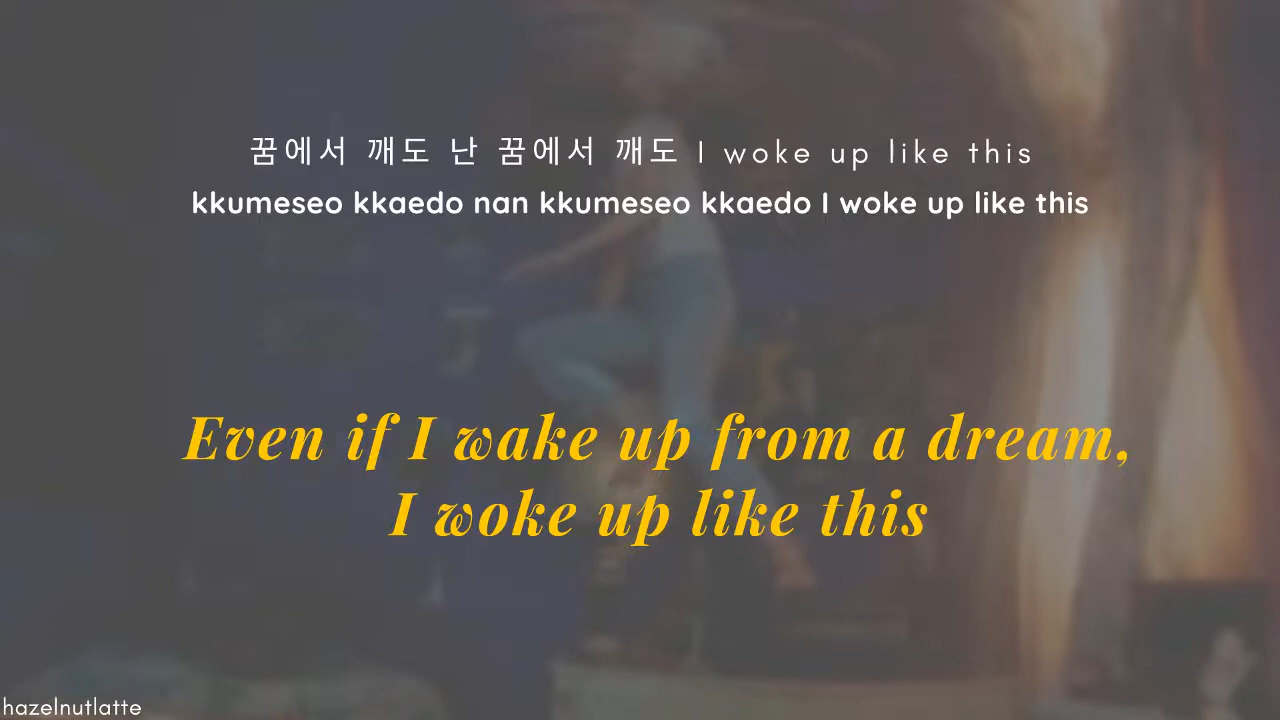 꿈에서 깨도 난 꿈에서 깨도 I woke up like this
kkumeseo kkaedo nan kkumeseo kkaedo I woke up like this
Even if I wake up from a dream,
I woke up like this
hazelnutlatte